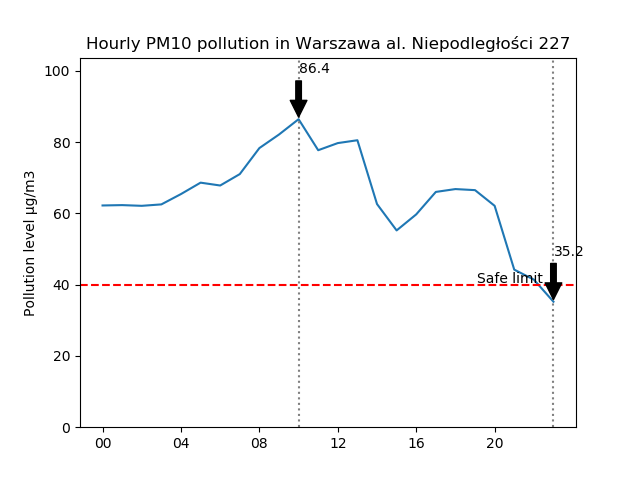 Hourly PM10 pollution in Warszawa al. Niepodległości 227
Pollution level µg/m3
100
80
60
40
20
0
86.4
35.2
Safe limit
00 04 08 12 16 20